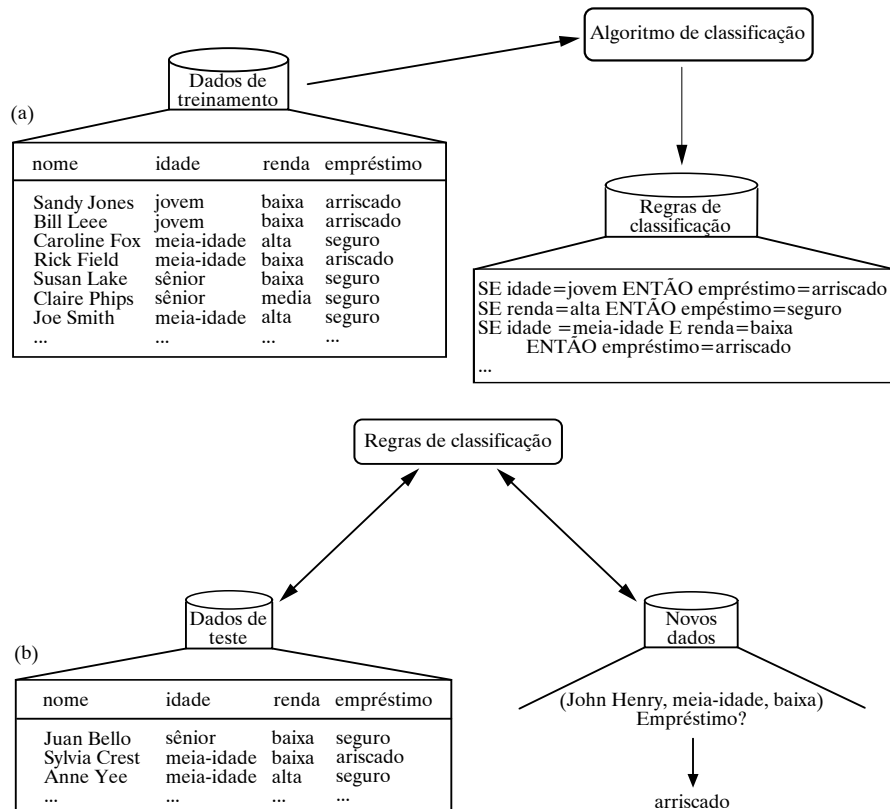 Algoritmo de classificação
Dados de
treinamento
(a)
nome idade renda empréstimo
Sandy Jones jovem baixa arriscado
Bill Leee jovem baixa arriscado
Caroline Fox meia-idade alta seguro
Rick Field meia-idade baixa ariscado
Susan Lake sênior baixa seguro
Claire Phips sênior media seguro
Joe Smith meia-idade alta seguro
... ... ... ...
Regras de
classificação
SE idade=jovem ENTÃO empréstimo=arriscado
SE renda=alta ENTÃO empéstimo=seguro
SE idade =meia-idade E renda=baixa
ENTÃO empréstimo=arriscado
...
Regras de classificação
Dados de
teste
(b)
nome idade renda empréstimo
Juan Bello sênior baixa seguro
Sylvia Crest meia-idade baixa ariscado
Anne Yee meia-idade alta seguro
... ... ... ...
Novos
dados
(John Henry, meia-idade, baixa)
Empréstimo?
arriscado